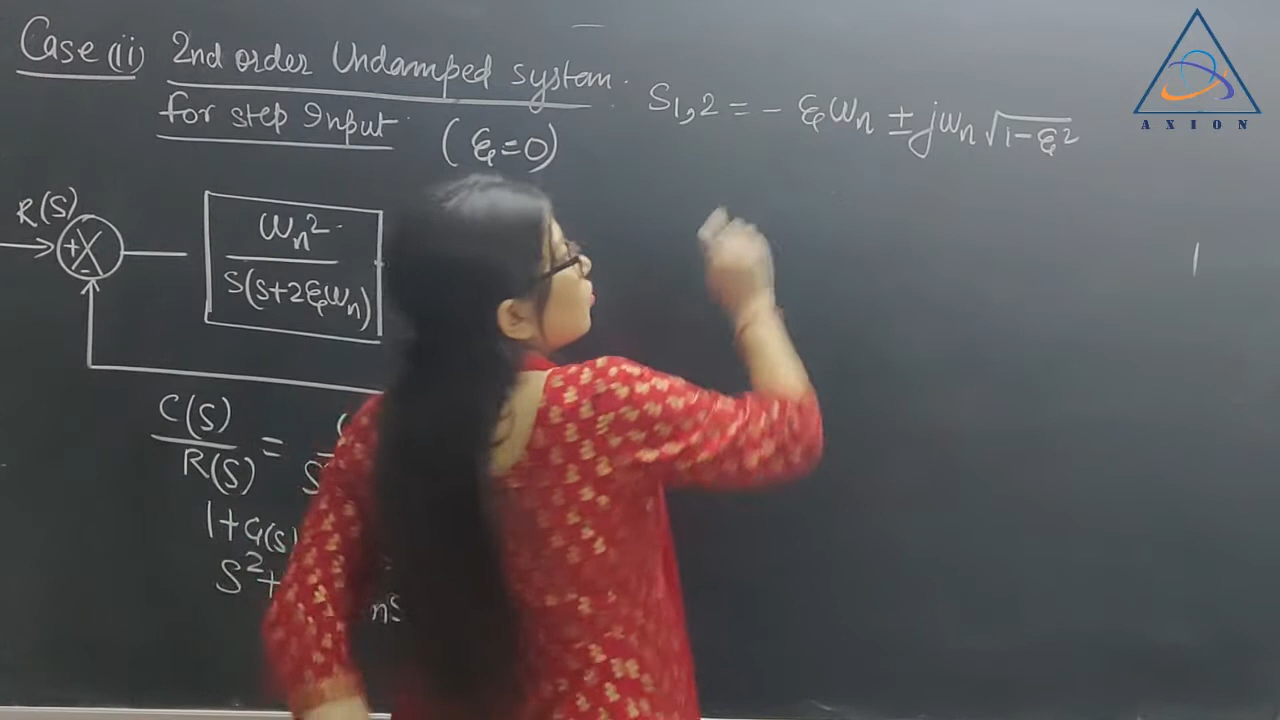 Case (ii) 2nd order Undamped system
for step Input (ξ=0)
S1,2 = - ξωn ± jωn √1-ξ²
AXION
R(S)
+ X -
ωn²
S(S+2ξωn)
C(S)
R(S) =
S
1+G(S)
S²+
nS